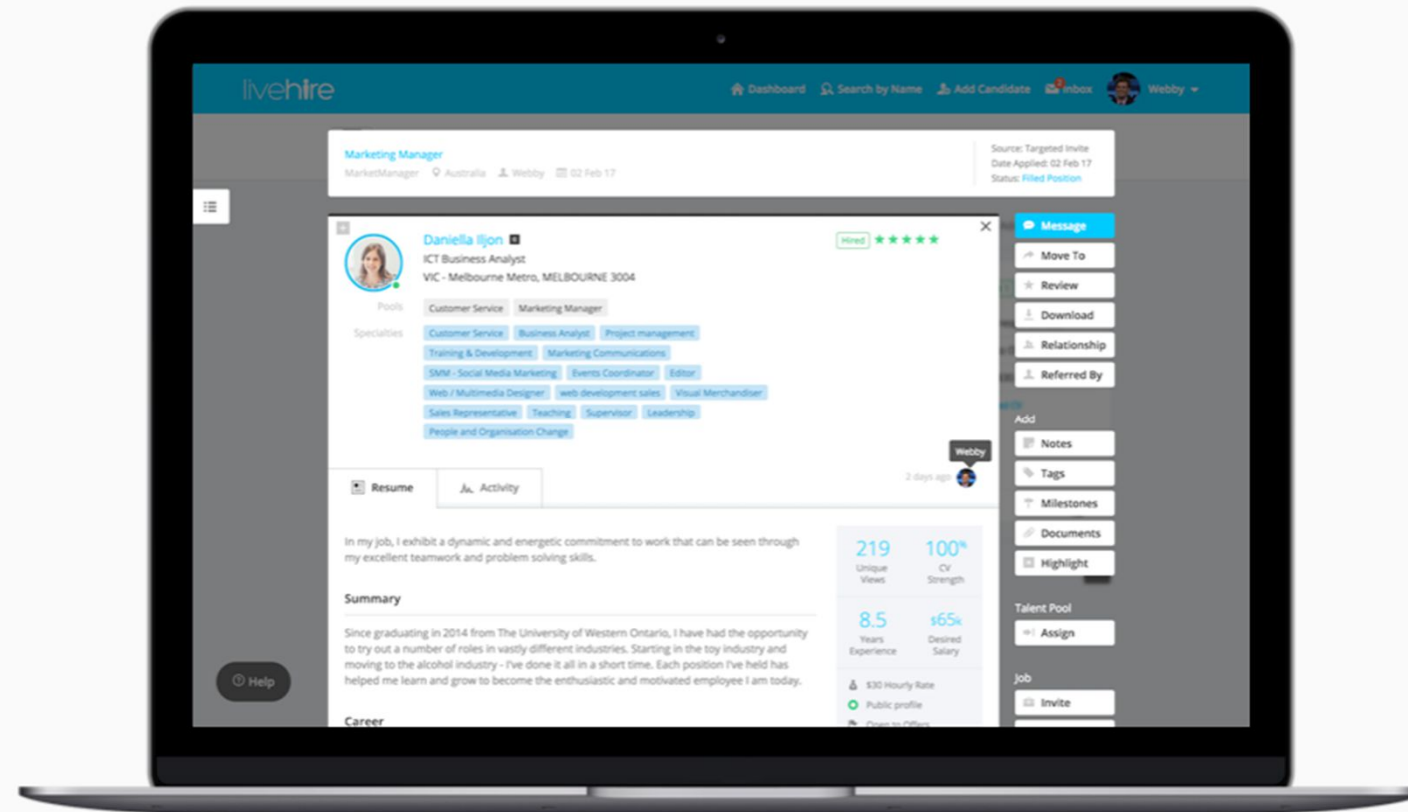 livehire
Dashboard Search by Name Add Candidate Inbox Webby
Marketing Manager
MarketManager Australia Webby 02 Feb 17
Source: Targeted Invite
Date Applied: 02 Feb 17
Status: Filled Position
Daniella Iljon
ICT Business Analyst
VIC - Melbourne Metro, MELBOURNE 3004
Hired
Pools Customer Service Marketing Manager
Specialties Customer Service Business Analyst Project management
Training & Development Marketing Communications
SMM - Social Media Marketing Events Coordinator Editor
Web / Multimedia Designer web development sales Visual Merchandiser
Sales Representative Teaching Supervisor Leadership
People and Organisation Change
Webby
2 days ago
Resume Activity
In my job, I exhibit a dynamic and energetic commitment to work that can be seen through
my excellent teamwork and problem solving skills.
Summary
Since graduating in 2014 from The University of Western Ontario, I have had the opportunity
to try out a number of roles in vastly different industries. Starting in the toy industry and
moving to the alcohol industry - I've done it all in a short time. Each position I've held has
helped me learn and grow to become the enthusiastic and motivated employee I am today.
Career
219 100%
Unique CV
Views Strength
8.5 $65k
Years Desired
Experience Salary
$30 Hourly Rate
Public profile
Open to Offers
Message
Move To
Review
Download
Relationship
Referred By
Add
Notes
Tags
Milestones
Documents
Highlight
Talent Pool
Assign
Job
Invite
Help